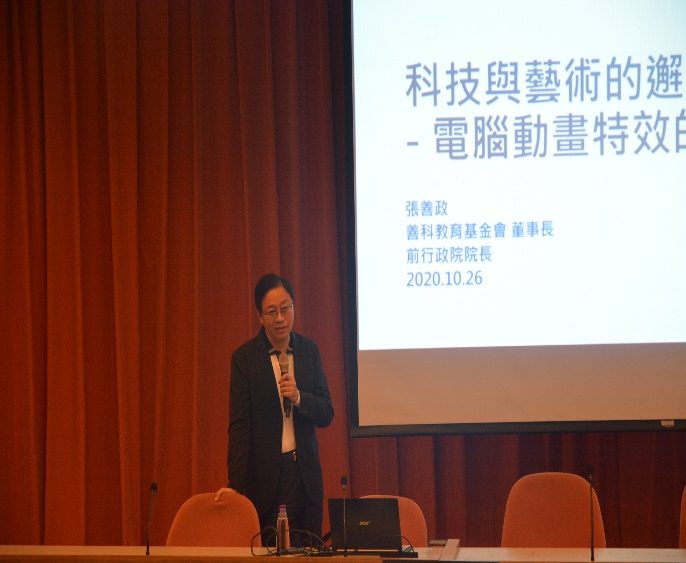 科技與藝術的邂
- 電腦動畫特效的
張善政
善科教育基金會 董事長
前行政院院長
2020.10.26
acer